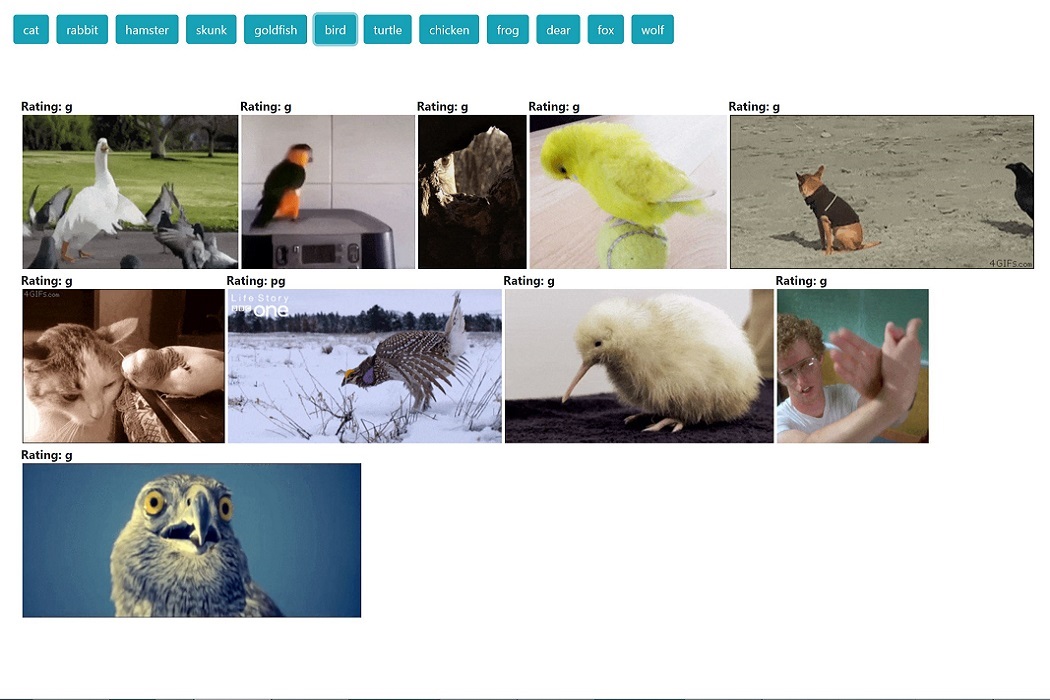 cat rabbit hamster skunk goldfish bird turtle chicken frog dear fox wolf
Rating: g Rating: g Rating: g Rating: g Rating: g
4GIFs.com
Rating: g Rating: pg Rating: g Rating: g
4GIFs.com
Life Story
BBC one
Rating: g